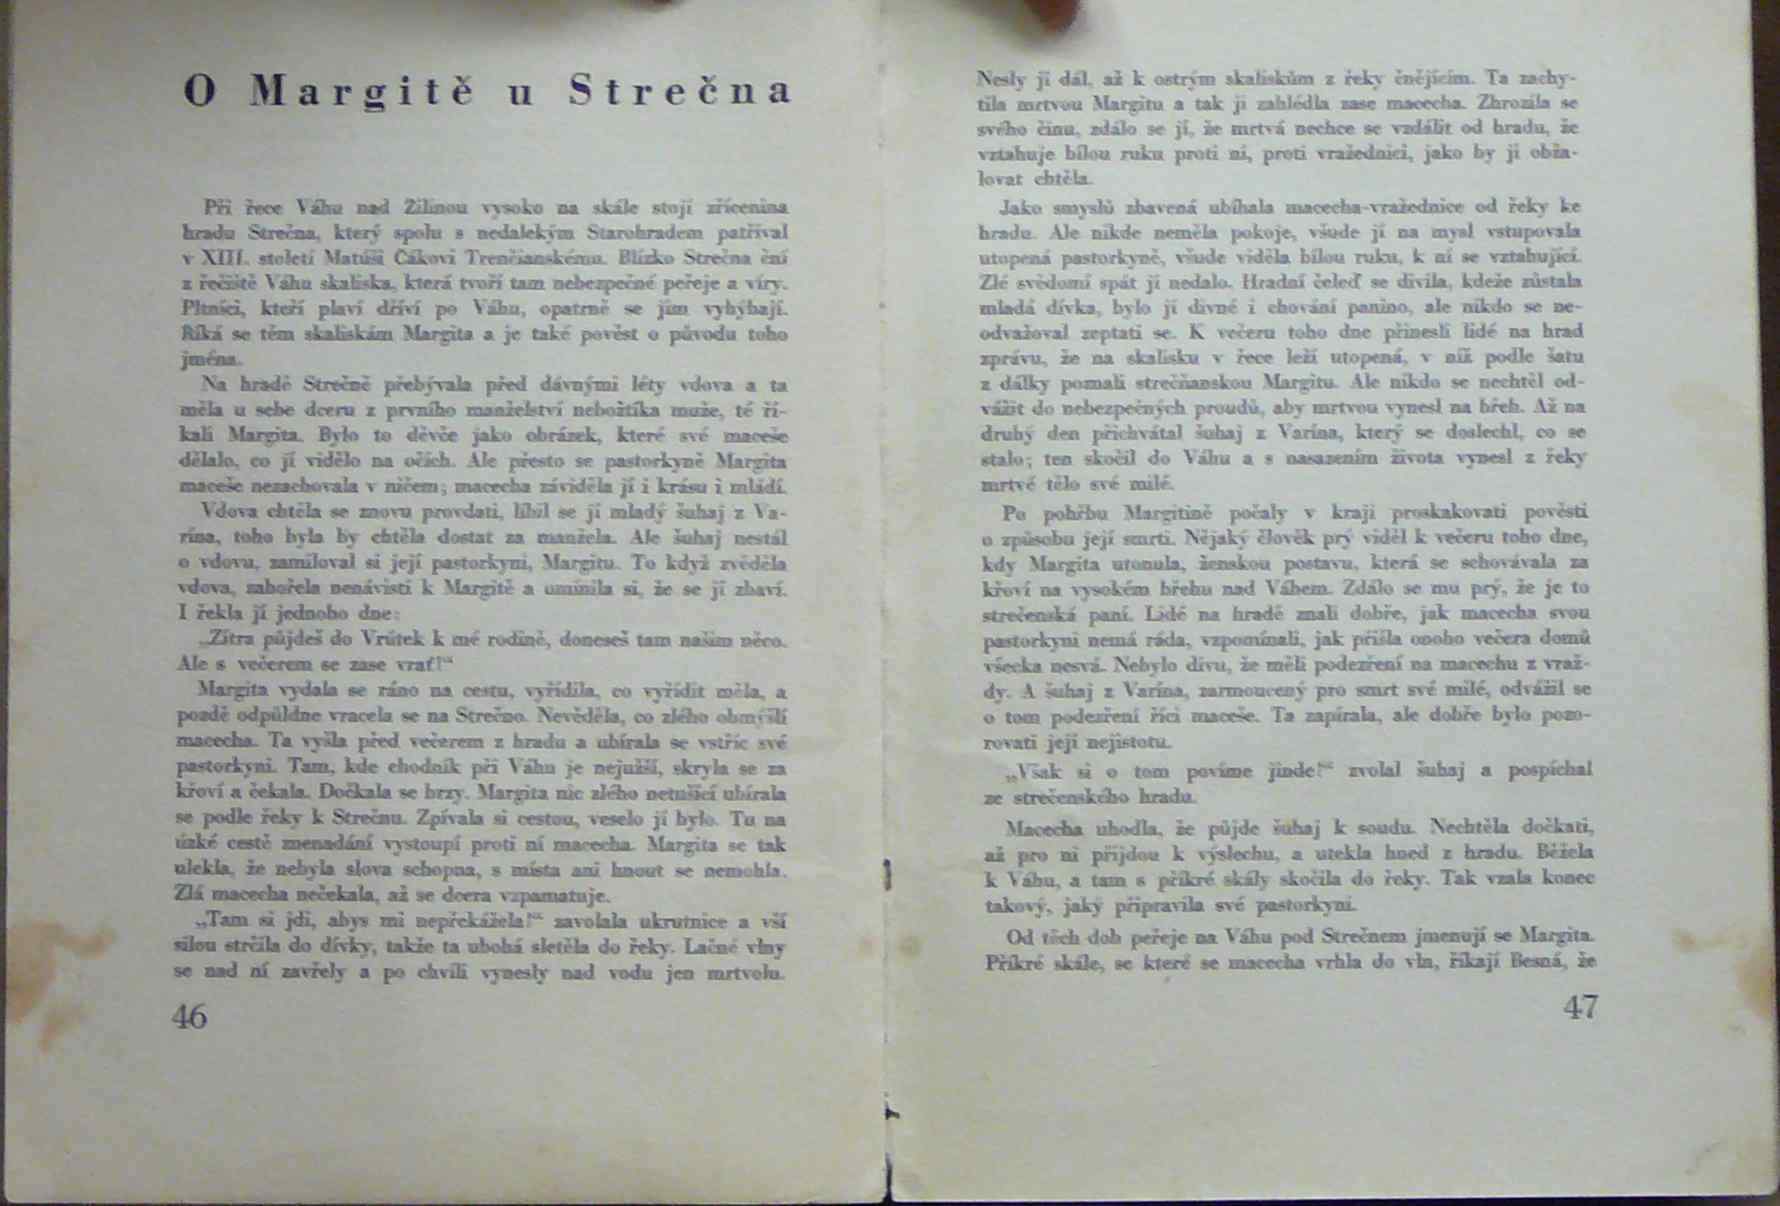 O Margitě u Strečna
Při řece Váhu nad Žilinou vysoko na skále stojí zřícenina
hradu Strečna, který spolu s nedalekým Starohradem patříval
v XIII. století Matúši Čákovi Trenčianskému. Blízko Strečna ční
z řečiště Váhu skaliska, která tvoří tam nebezpečné peřeje a víry.
Pltníci, kteří plaví dříví po Váhu, opatrně se jim vyhýbají.
Říká se těm skaliskám Margita a je také pověst o původu toho
jména.
Na hradě Strečně přebývala před dávnými léty vdova a ta
měla u sebe dceru z prvního manželství nebožtíka muže, té ří-
kali Margita. Bylo to děvče jako obrázek, které své maceše
dělalo, co jí vidělo na očích. Ale přesto se pastorkyně Margita
maceše nezachovala v ničem; macecha záviděla jí i krásu i mládí.
Vdova chtěla se znovu provdati, líbil se jí mladý šuhaj z Va-
rína, toho byla by chtěla dostat za manžela. Ale šuhaj nestál
o vdovu, zamiloval si její pastorkyni, Margitu. To když zvěděla
vdova, zahořela nenávistí k Margitě a umínila si, že se jí zbaví.
I řekla jí jednoho dne:
„Zítra půjdeš do Vrútek k mé rodině, doneseš tam našim něco.
Ale s večerem se zase vrať!“
Margita vydala se ráno na cestu, vyřídila, co vyřídit měla, a
pozdě odpůldne vracela se na Strečno. Nevěděla, co zlého obmýšlí
macecha. Ta vyšla před večerem z hradu a ubírala se vstříc své
pastorkyni. Tam, kde chodník při Váhu je nejužší, skryla se za
křoví a čekala. Dočkala se brzy. Margita nic zlého netušící ubírala
se podle řeky k Strečnu. Zpívala si cestou, veselo jí bylo. Tu na
úzké cestě znenadání vystoupí proti ní macecha. Margita se tak
ulekla, že nebyla slova schopna, s místa ani hnout se nemohla.
Zlá macecha nečekala, až se dcera vzpamatuje.
„Tam si jdi, abys mi nepřekážela!“ zavolala ukrutnice a vší
silou strčila do dívky, takže ta ubohá sletěla do řeky. Lačné vlny
se nad ní zavřely a po chvíli vynesly nad vodu jen mrtvolu.
46
Nesly ji dál, až k ostrým skaliskům z řeky čnějícím. Ta zachy-
tila mrtvou Margitu a tak ji zahlédla zase macecha. Zhrozila se
svého činu, zdálo se jí, že mrtvá nechce se vzdálit od hradu, že
vztahuje bílou ruku proti ní, proti vražednici, jako by ji obža-
lovat chtěla.
Jako smyslů zbavená ubíhala macecha-vražednice od řeky ke
hradu. Ale nikde neměla pokoje, všude jí na mysl vstupovala
utopená pastorkyně, všude viděla bílou ruku, k ní se vztahující.
Zlé svědomí spát jí nedalo. Hradní čeleď se divila, kdeže zůstala
mladá dívka, bylo jí divné i chování panino, ale nikdo se ne-
odvažoval zeptati se. K večeru toho dne přinesli lidé na hrad
zprávu, že na skalisku v řece leží utopená, v níž podle šatu
z dálky poznali strečňanskou Margitu. Ale nikdo se nechtěl od-
vážit do nebezpečných proudů, aby mrtvou vynesl na břeh. Až na
druhý den přichvátal šuhaj z Varína, který se doslechl, co se
stalo; ten skočil do Váhu a s nasazením života vynesl z řeky
mrtvé tělo své milé.
Po pohřbu Margitině počaly v kraji proskakovati pověsti
o způsobu její smrti. Nějaký člověk prý viděl k večeru toho dne,
kdy Margita utonula, ženskou postavu, která se schovávala za
křoví na vysokém břehu nad Váhem. Zdálo se mu prý, že je to
strečenská paní. Lidé na hradě znali dobře, jak macecha svou
pastorkyni nemá ráda, vzpomínali, jak přišla onoho večera domů
všecka nesvá. Nebylo divu, že měli podezření na macechu z vraž-
dy. A šuhaj z Varína, zarmoucený pro smrt své milé, odvážil se
o tom podezření říci maceše. Ta zapírala, ale dobře bylo pozo-
rovati její nejistotu.
„Však si o tom povíme jinde!“ zvolal šuhaj a pospíchal
ze strečenského hradu.
Macecha uhodla, že půjde šuhaj k soudu. Nechtěla dočkati,
až pro ni přijdou k výslechu, a utekla hned z hradu. Běžela
k Váhu, a tam s příkré skály skočila do řeky. Tak vzala konec
takový, jaký připravila své pastorkyni.
Od těch dob peřeje na Váhu pod Strečnem jmenují se Margita.
Příkré skále, se které se macecha vrhla do vln, říkají Besná, že
47